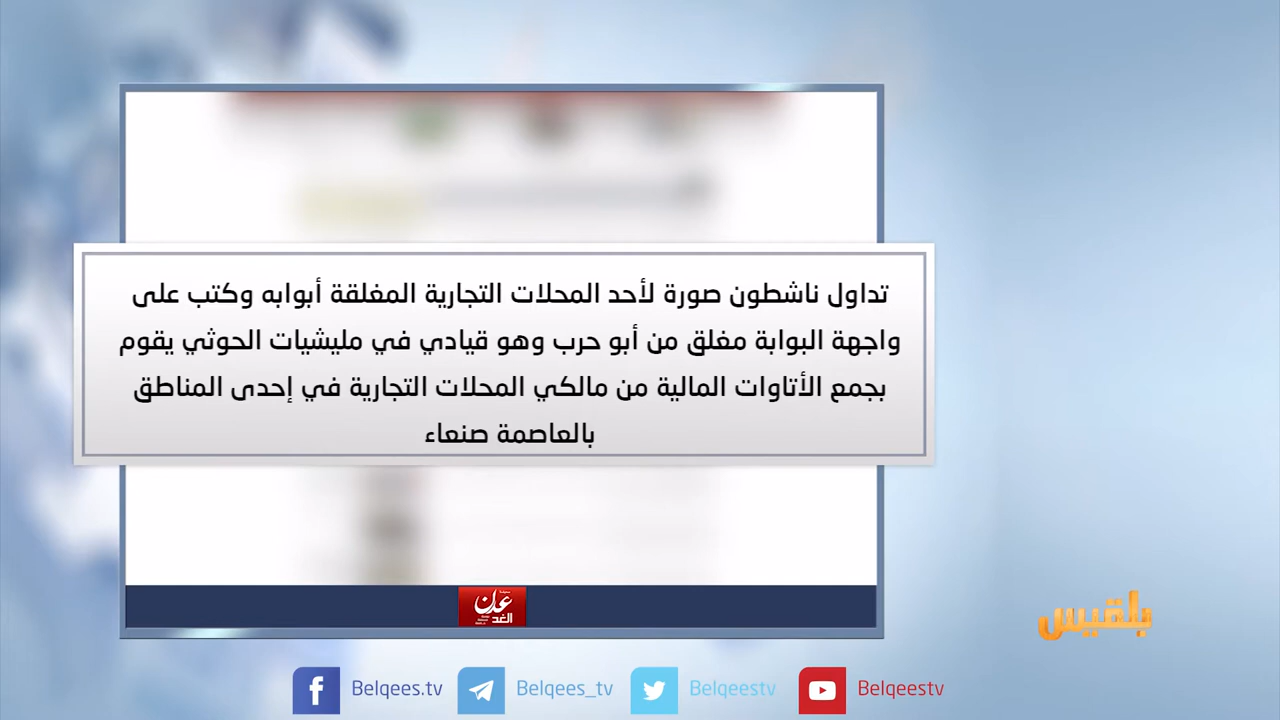 تداول ناشطون صورة لأحد المحلات التجارية المغلقة أبوابه وكتب على
واجهة البوابة مغلق من أبو حرب وهو قيادي في مليشيات الحوثي يقوم
بجمع الأتاوات المالية من مالكي المحلات التجارية في إحدى المناطق
بالعاصمة صنعاء
عدن
الغد
بلقيس
Belqees.tv
Belqees_tv
Belqeestv
Belqeestv